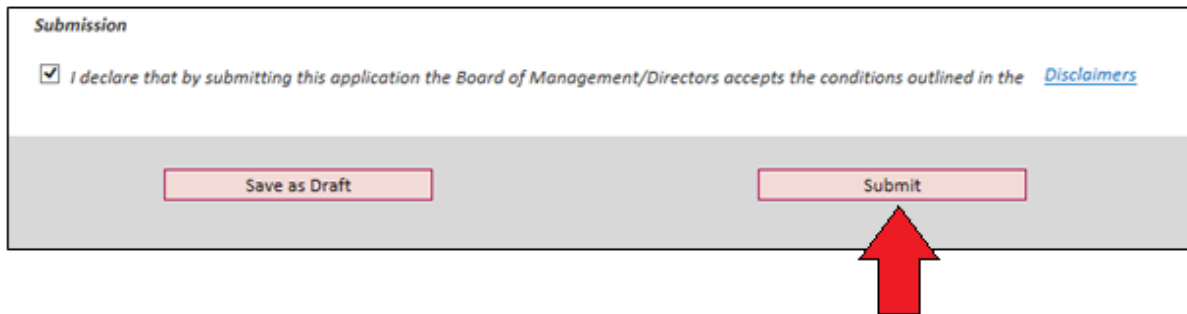 Submission
I declare that by submitting this application the Board of Management/Directors accepts the conditions outlined in the Disclaimers
Save as Draft
Submit